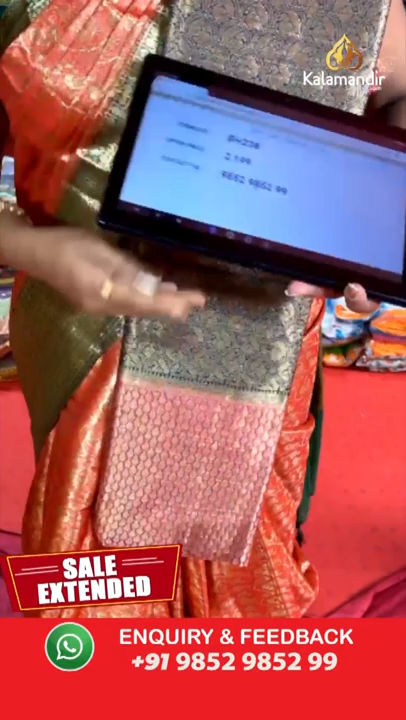 Kalamandir
9852 9852 99
SALE
EXTENDED
ENQUIRY & FEEDBACK
+91 9852 9852 99